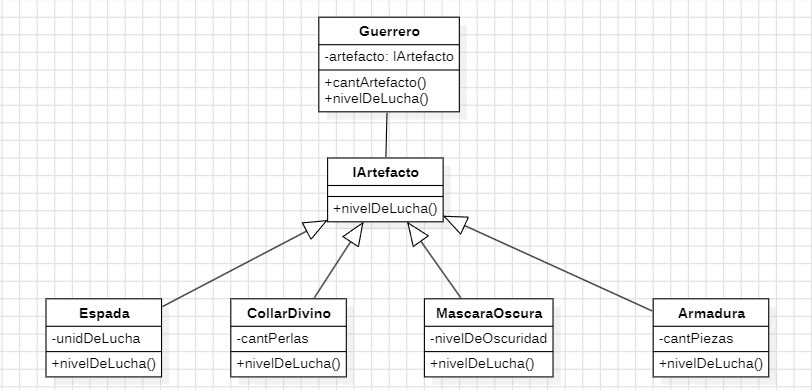 Guerrero
-artefacto: IArtefacto
+cantArtefacto()
+nivelDeLucha()
IArtefacto
+nivelDeLucha()
Espada
-unidDeLucha
+nivelDeLucha()
CollarDivino
-cantPerlas
+nivelDeLucha()
MascaraOscura
-nivelDeOscuridad
+nivelDeLucha()
Armadura
-cantPiezas
+nivelDeLucha()